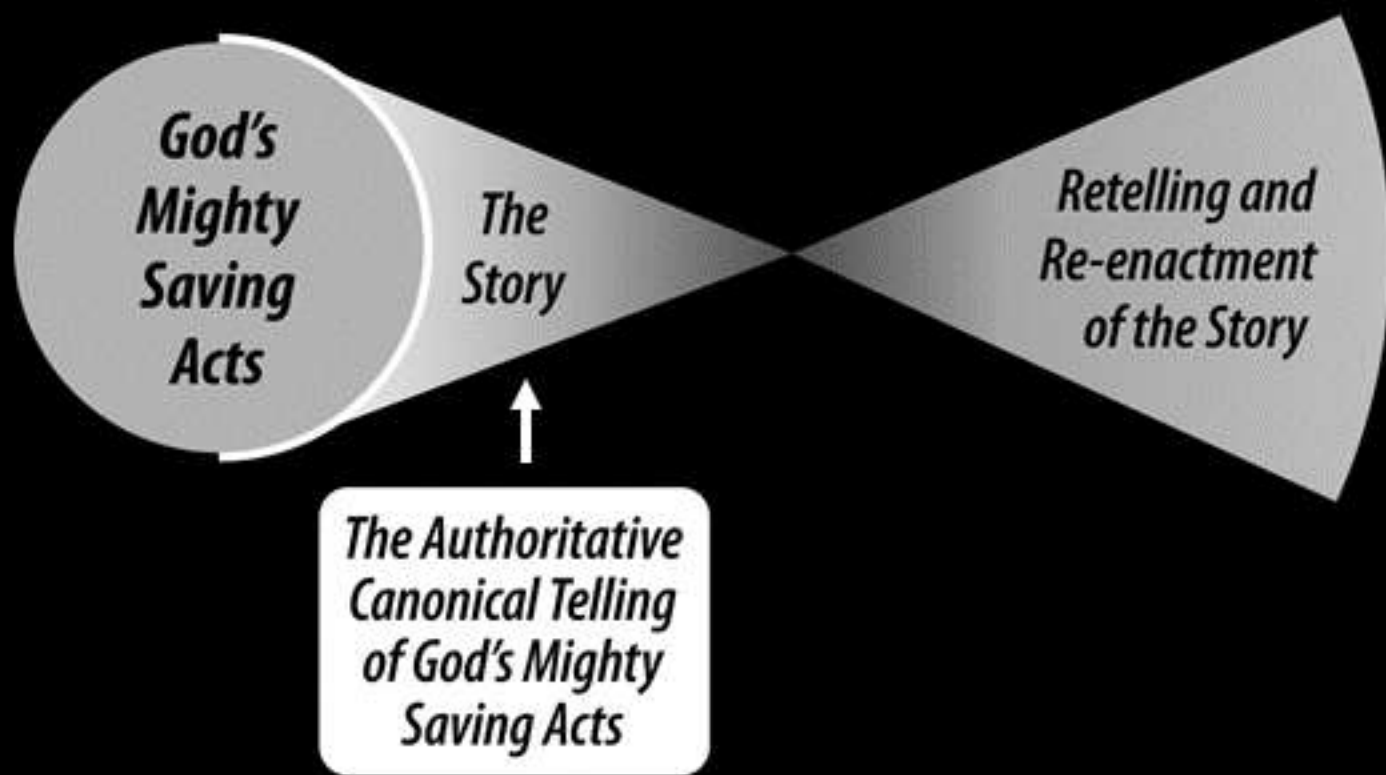 God's
Mighty
Saving
Acts
The
Story
Retelling and
Re-enactment
of the Story
The Authoritative
Canonical Telling
of God's Mighty
Saving Acts